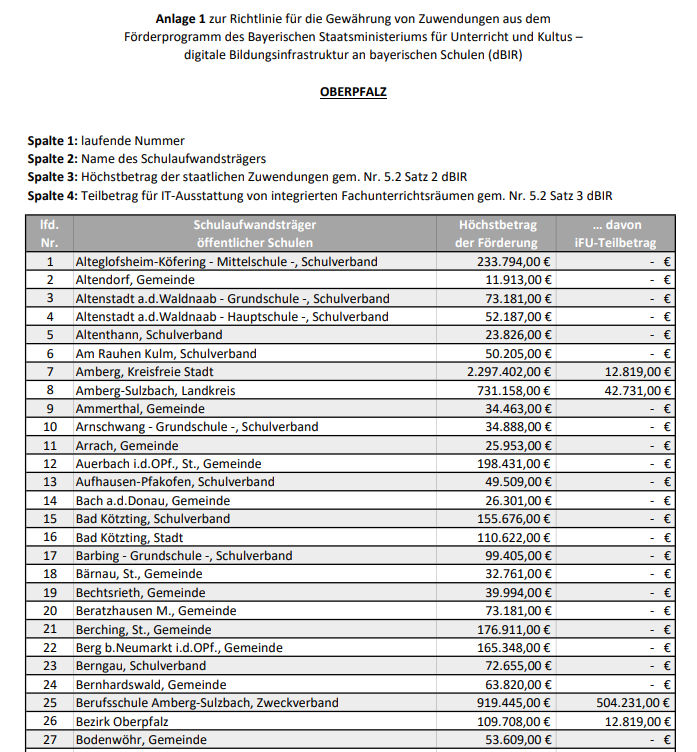 Anlage 1 zur Richtlinie für die Gewährung von Zuwendungen aus dem
Förderprogramm des Bayerischen Staatsministeriums für Unterricht und Kultus –
digitale Bildungsinfrastruktur an bayerischen Schulen (dBIR)
OBERPFALZ
Spalte 1: laufende Nummer
Spalte 2: Name des Schulaufwandsträgers
Spalte 3: Höchstbetrag der staatlichen Zuwendungen gem. Nr. 5.2 Satz 2 dBIR
Spalte 4: Teilbetrag für IT-Ausstattung von integrierten Fachunterrichtsräumen gem. Nr. 5.2 Satz 3 dBIR
lfd. Schulaufwandsträger Höchstbetrag … davon
Nr. öffentlicher Schulen der Förderung iFU-Teilbetrag
1 Alteglofsheim-Köfering - Mittelschule -, Schulverband 233.794,00 € - €
2 Altendorf, Gemeinde 11.913,00 € - €
3 Altenstadt a.d.Waldnaab - Grundschule -, Schulverband 73.181,00 € - €
4 Altenstadt a.d.Waldnaab - Hauptschule -, Schulverband 52.187,00 € - €
5 Altenthann, Schulverband 23.826,00 € - €
6 Am Rauhen Kulm, Schulverband 50.205,00 € - €
7 Amberg, Kreisfreie Stadt 2.297.402,00 € 12.819,00 €
8 Amberg-Sulzbach, Landkreis 731.158,00 € 42.731,00 €
9 Ammerthal, Gemeinde 34.463,00 € - €
10 Arnschwang - Grundschule -, Schulverband 34.888,00 € - €
11 Arrach, Gemeinde 25.953,00 € - €
12 Auerbach i.d.OPf., St., Gemeinde 198.431,00 € - €
13 Aufhausen-Pfakofen, Schulverband 49.509,00 € - €
14 Bach a.d.Donau, Gemeinde 26.301,00 € - €
15 Bad Kötzting, Schulverband 155.676,00 € - €
16 Bad Kötzting, Stadt 110.622,00 € - €
17 Barbing - Grundschule -, Schulverband 99.405,00 € - €
18 Bärnau, St., Gemeinde 32.761,00 € - €
19 Bechtsrieth, Gemeinde 39.994,00 € - €
20 Beratzhausen M., Gemeinde 73.181,00 € - €
21 Berching, St., Gemeinde 176.911,00 € - €
22 Berg b.Neumarkt i.d.OPf., Gemeinde 165.348,00 € - €
23 Berngau, Schulverband 72.655,00 € - €
24 Bernhardswald, Gemeinde 63.820,00 € - €
25 Berufsschule Amberg-Sulzbach, Zweckverband 919.445,00 € 504.231,00 €
26 Bezirk Oberpfalz 109.708,00 € 12.819,00 €
27 Bodenwöhr, Gemeinde 53.609,00 € - €